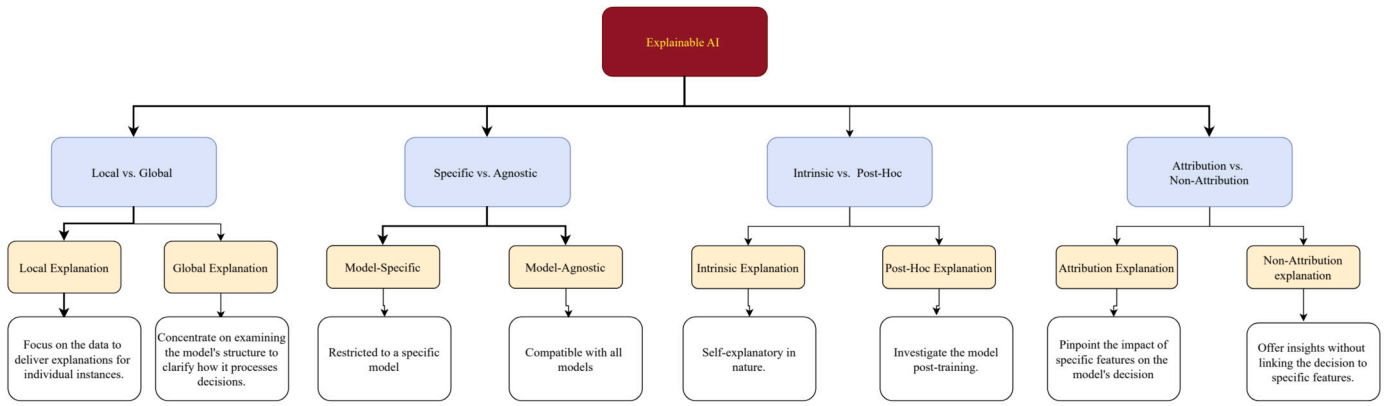 Explainable AI
Local vs. Global
Specific vs. Agnostic
Intrinsic vs. Post-Hoc
Attribution vs.
Non-Attribution
Local Explanation
Global Explanation
Model-Specific
Model-Agnostic
Intrinsic Explanation
Post-Hoc Explanation
Attribution Explanation
Non-Attribution
explanation
Focus on the data to
deliver explanations for
individual instances.
Concentrate on examining
the model's structure to
clarify how it processes
decisions.
Restricted to a specific
model
Compatible with all
models
Self-explanatory in
nature.
Investigate the model
post-training.
Pinpoint the impact of
specific features on the
model's decision
Offer insights without
linking the decision to
specific features.